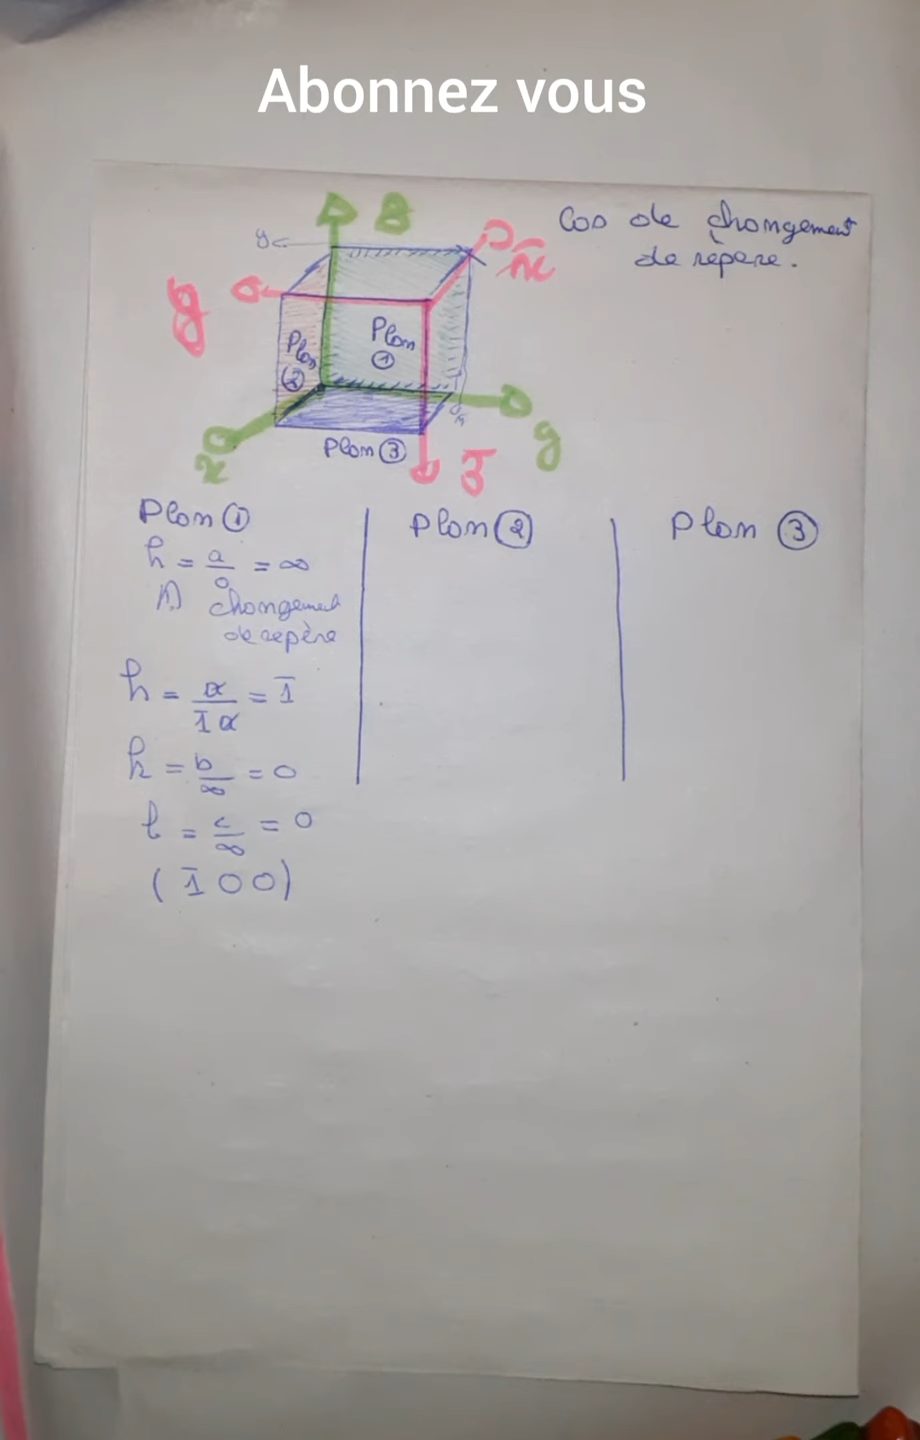 Abonnez vous
Cas de changement
de repère.
z
y
x̄
ȳ
Plan
①
Plan
②
x
y
z̄
Plan ③
Plan ①
h = a/0 = ∞
⇒ changement
de repère
h = a/1̄a = 1̄
k = b/∞ = 0
l = c/∞ = 0
(1̄ 0 0)
Plan ②
Plan ③